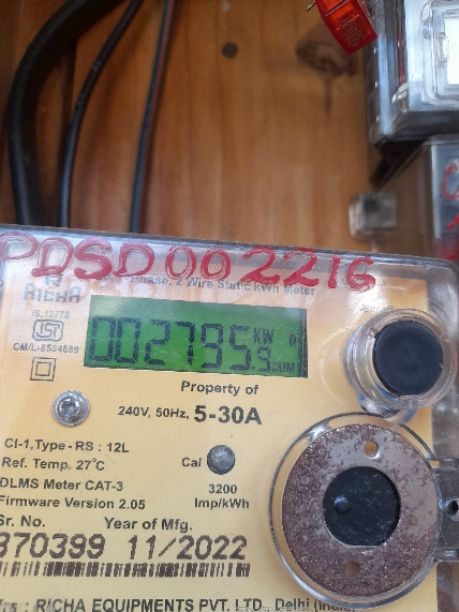 PDSD002216
RICHA
Phase, 2 Wire Static kWh Meter
IS.13779
CM/L-8554689
002795.9
KW
CUM
Property of
240V, 50Hz, 5-30A
Cl-1,Type - RS : 12L
Ref. Temp. 27°C
Cal
DLMS Meter CAT-3
3200
Imp/kWh
Firmware Version 2.05
Sr. No.
Year of Mfg.
870399 11/2022
Mfrs : RICHA EQUIPMENTS PVT. LTD., Delhi